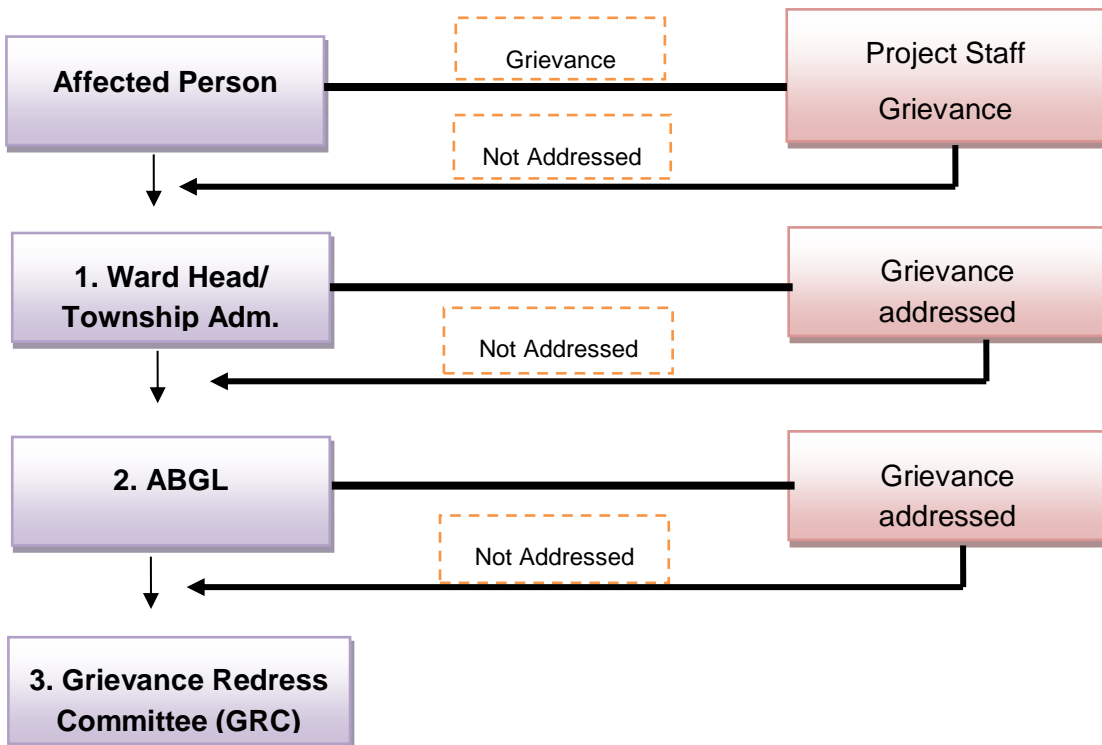 Affected Person
Grievance
Project Staff
Grievance
Not Addressed
1. Ward Head/
Township Adm.
Grievance
addressed
Not Addressed
2. ABGL
Grievance
addressed
Not Addressed
3. Grievance Redress
Committee (GRC)